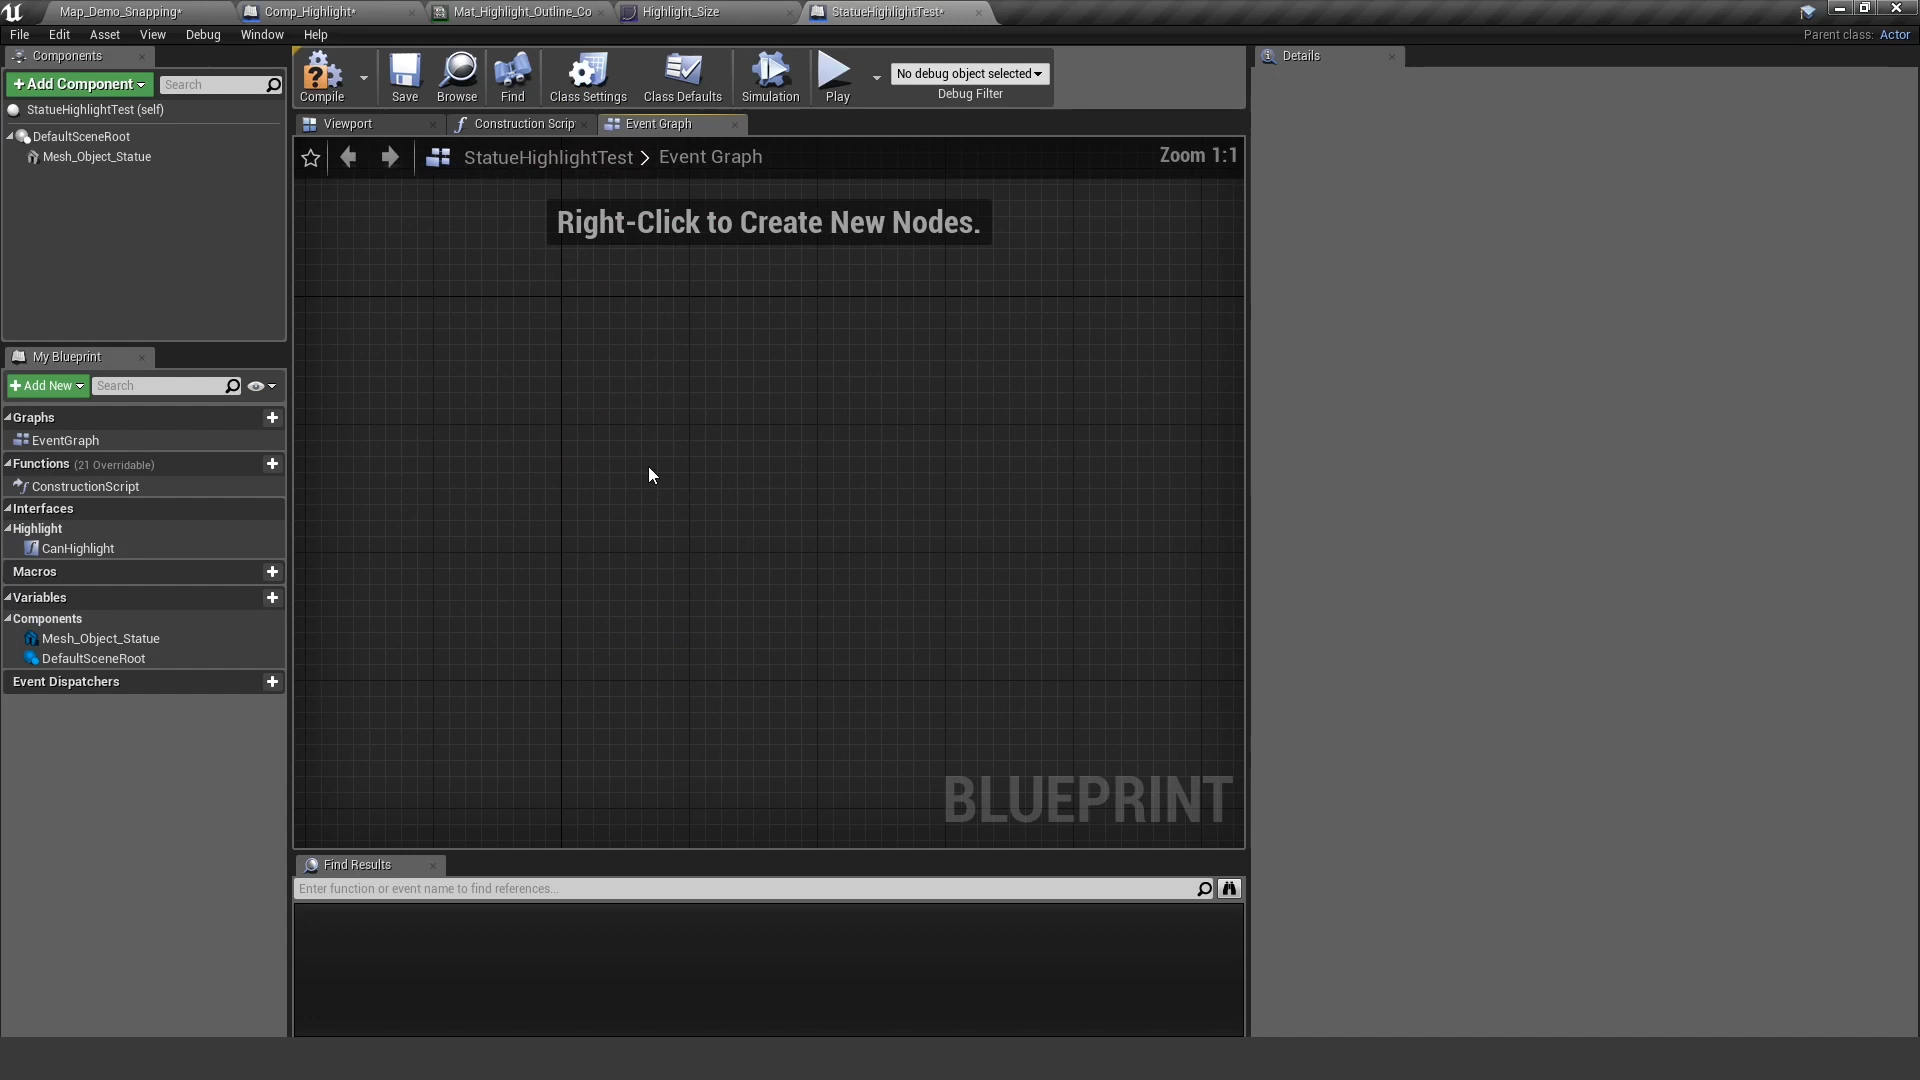 Map_Demo_Snapping*
Comp_Highlight*
Mat_Highlight_Outline_Co
Highlight_Size
StatueHighlightTest*
File Edit Asset View Debug Window Help
Parent class: Actor
Components
+Add Component
Search
StatueHighlightTest (self)
DefaultSceneRoot
Mesh_Object_Statue
Compile
Save
Browse
Find
Class Settings
Class Defaults
Simulation
Play
No debug object selected
Debug Filter
Details
Viewport
Construction Scrip
Event Graph
StatueHighlightTest > Event Graph
Zoom 1:1
Right-Click to Create New Nodes.
My Blueprint
+Add New
Search
Graphs
EventGraph
Functions (21 Overridable)
ConstructionScript
Interfaces
Highlight
CanHighlight
Macros
Variables
Components
Mesh_Object_Statue
DefaultSceneRoot
Event Dispatchers
BLUEPRINT
Find Results
Enter function or event name to find references...